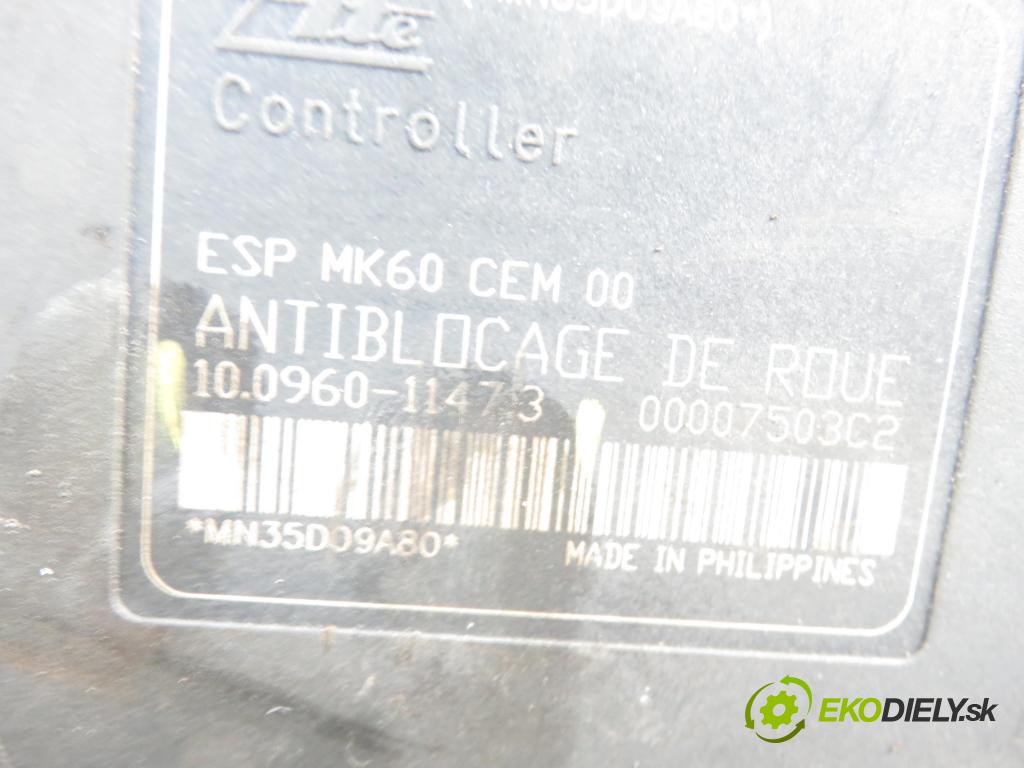 (*MN35D09A80*)
Controller
ESP MK60 CEM 00
ANTIBLOCAGE DE ROUE
10.0960-1147.3 00007503C2
*MN35D09A80*
MADE IN PHILIPPINES
EKODIELY.sk